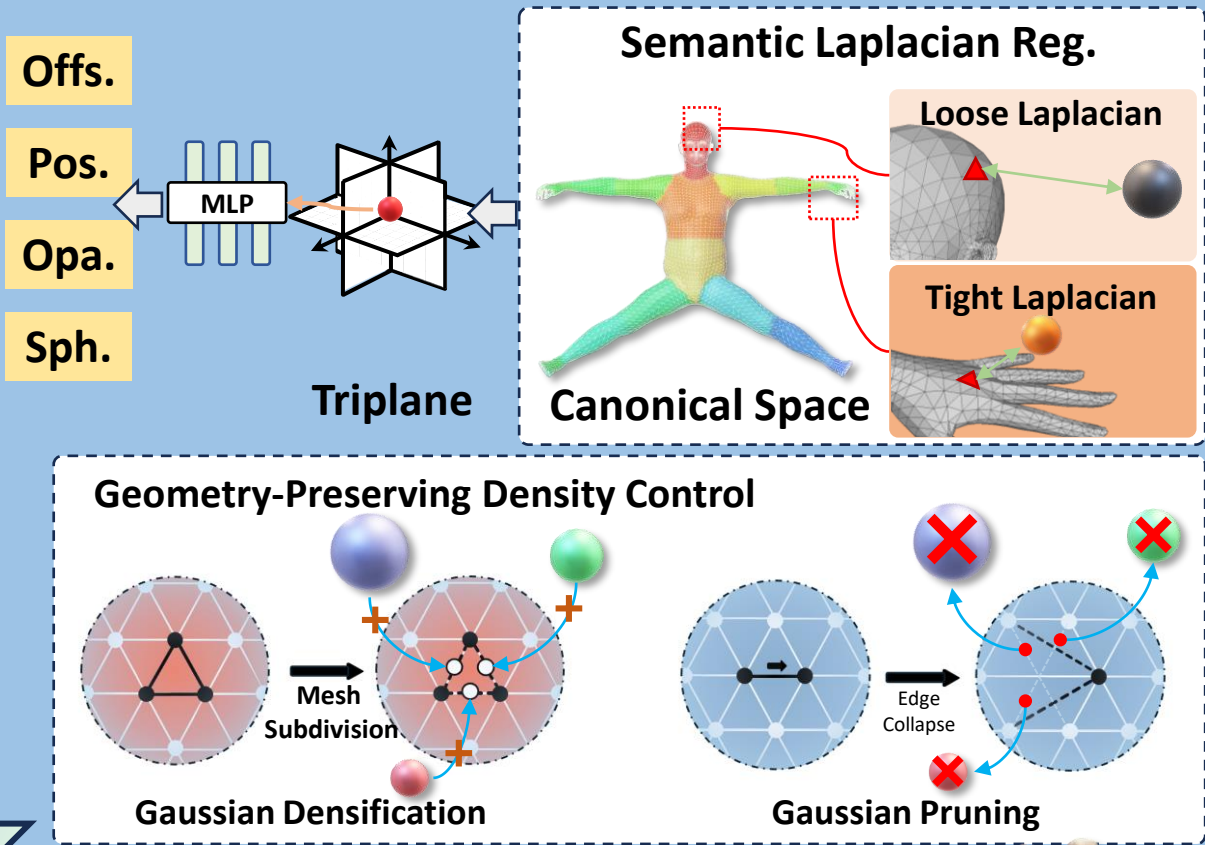 Semantic Laplacian Reg.
Offs.
Pos.
Opa.
Sph.
MLP
Triplane
Canonical Space
Loose Laplacian
Tight Laplacian
Geometry-Preserving Density Control
Mesh
Subdivision
Gaussian Densification
Edge
Collapse
Gaussian Pruning